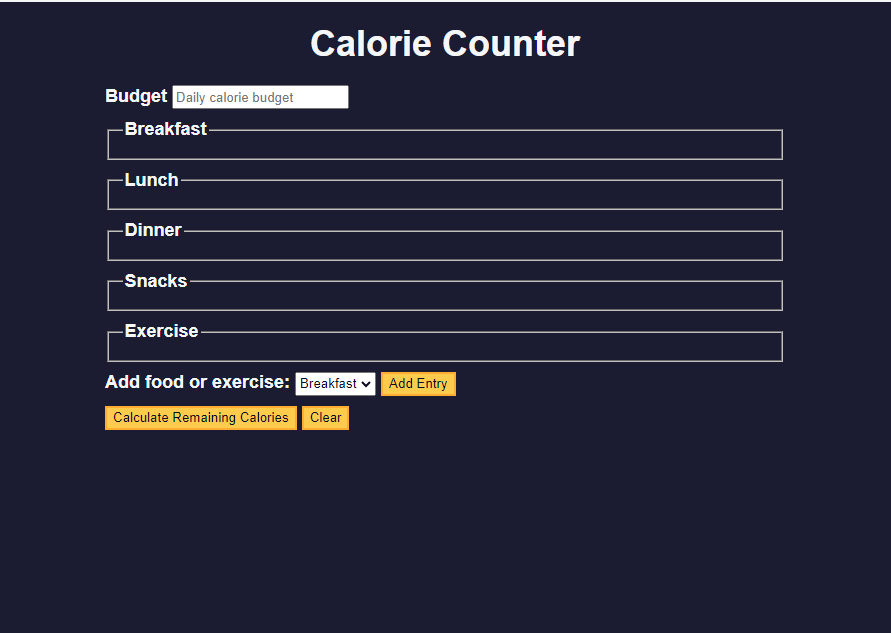 Calorie Counter
Budget Daily calorie budget
Breakfast
Lunch
Dinner
Snacks
Exercise
Add food or exercise: Breakfast Add Entry
Calculate Remaining Calories Clear